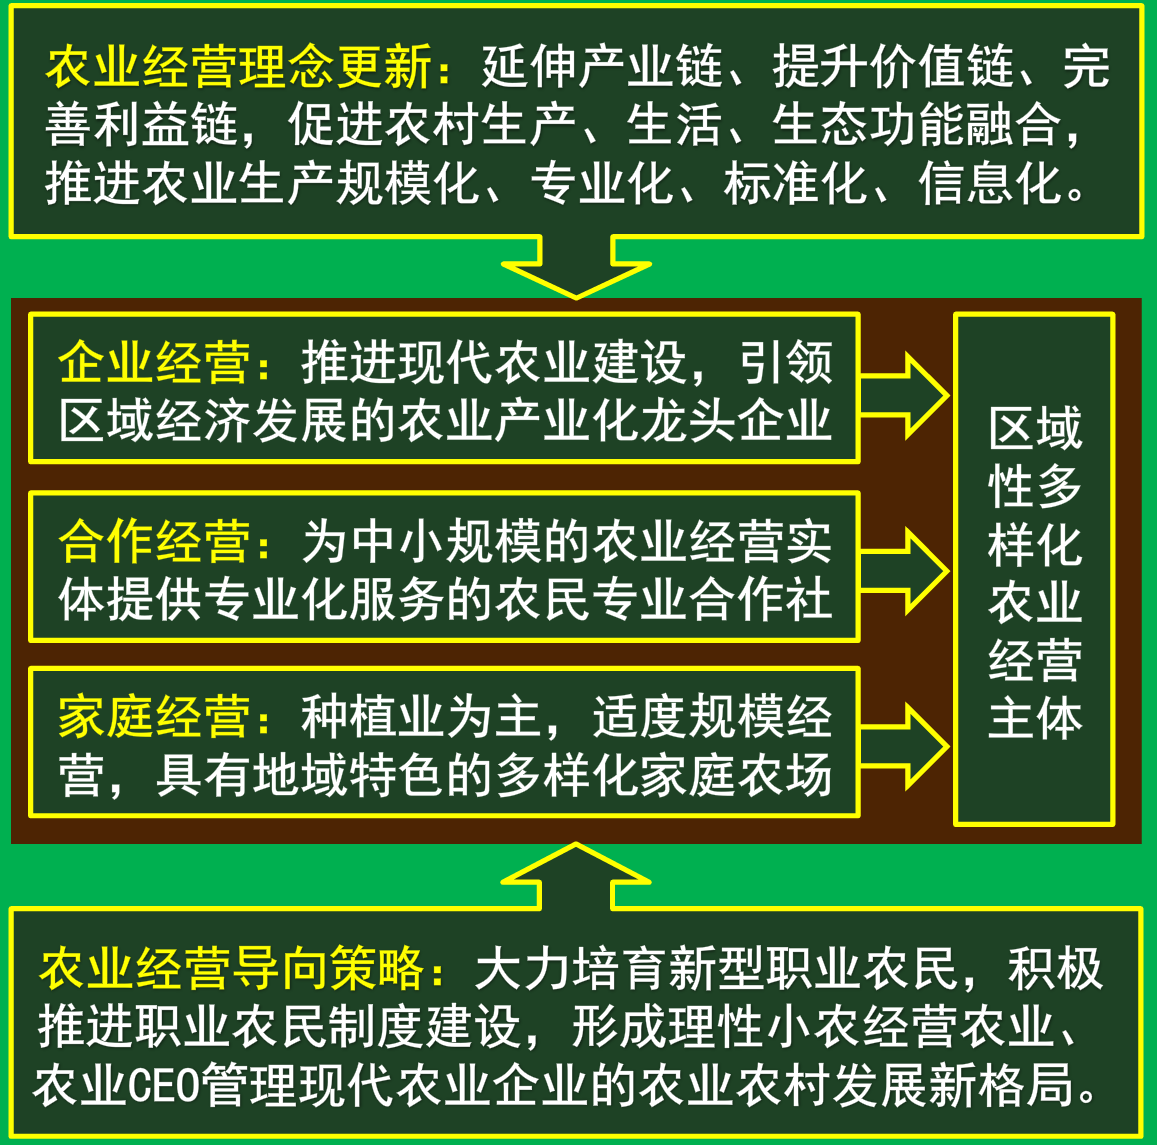 农业经营理念更新：延伸产业链、提升价值链、完
善利益链，促进农村生产、生活、生态功能融合，
推进农业生产规模化、专业化、标准化、信息化。
企业经营：推进现代农业建设，引领
区域经济发展的农业产业化龙头企业
合作经营：为中小规模的农业经营实
体提供专业化服务的农民专业合作社
家庭经营：种植业为主，适度规模经
营，具有地域特色的多样化家庭农场
区域
性多
样化
农业
经营
主体
农业经营导向策略：大力培育新型职业农民，积极
推进职业农民制度建设，形成理性小农经营农业、
农业CEO管理现代农业企业的农业农村发展新格局。